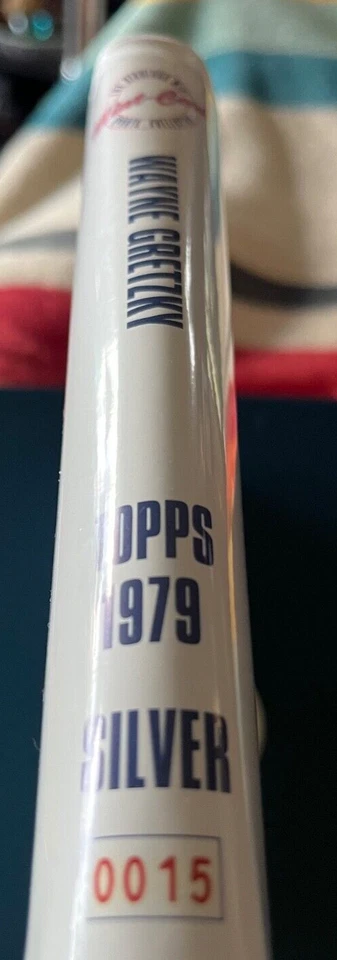 WAYNE GRETZKY
TOPPS
1979
SILVER
0015